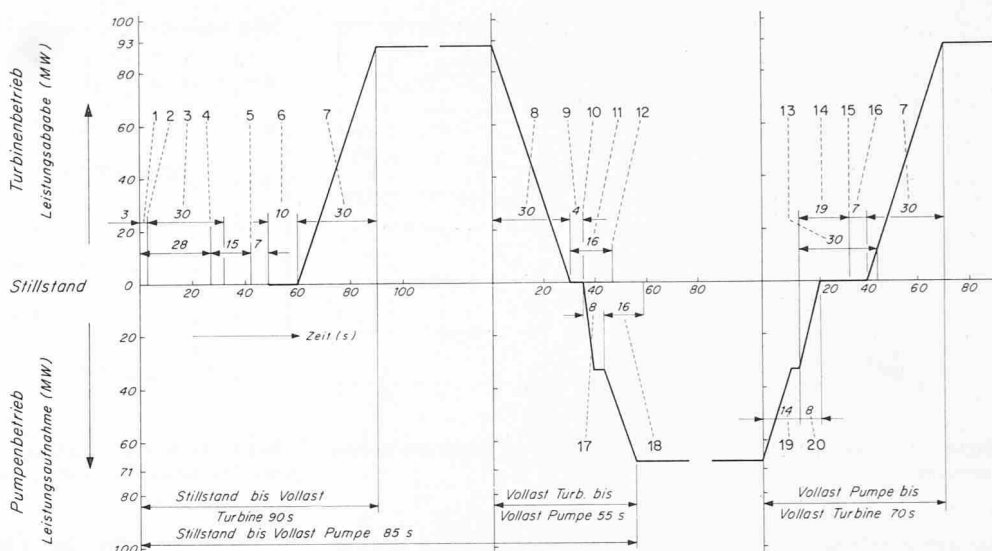 Turbinenbetrieb
Leistungsabgabe (MW)
Pumpenbetrieb
Leistungsaufnahme (MW)
100
93
80
60
40
20
Stillstand
0
20
40
60
71
80
100
1 2 3 4 5 6 7
3 30 10 30
28 15 7
20 40 60 80 100
Zeit (s)
8 9 10 11 12
30 4
16
20 40 60 80
8 16
17 18
13 14 15 16 7
19 7 30
30
20 40 60 80
14 8
19 20
Stillstand bis Vollast
Turbine 90 s
Stillstand bis Vollast Pumpe 85 s
Vollast Turb. bis
Vollast Pumpe 55 s
Vollast Pumpe bis
Vollast Turbine 70 s